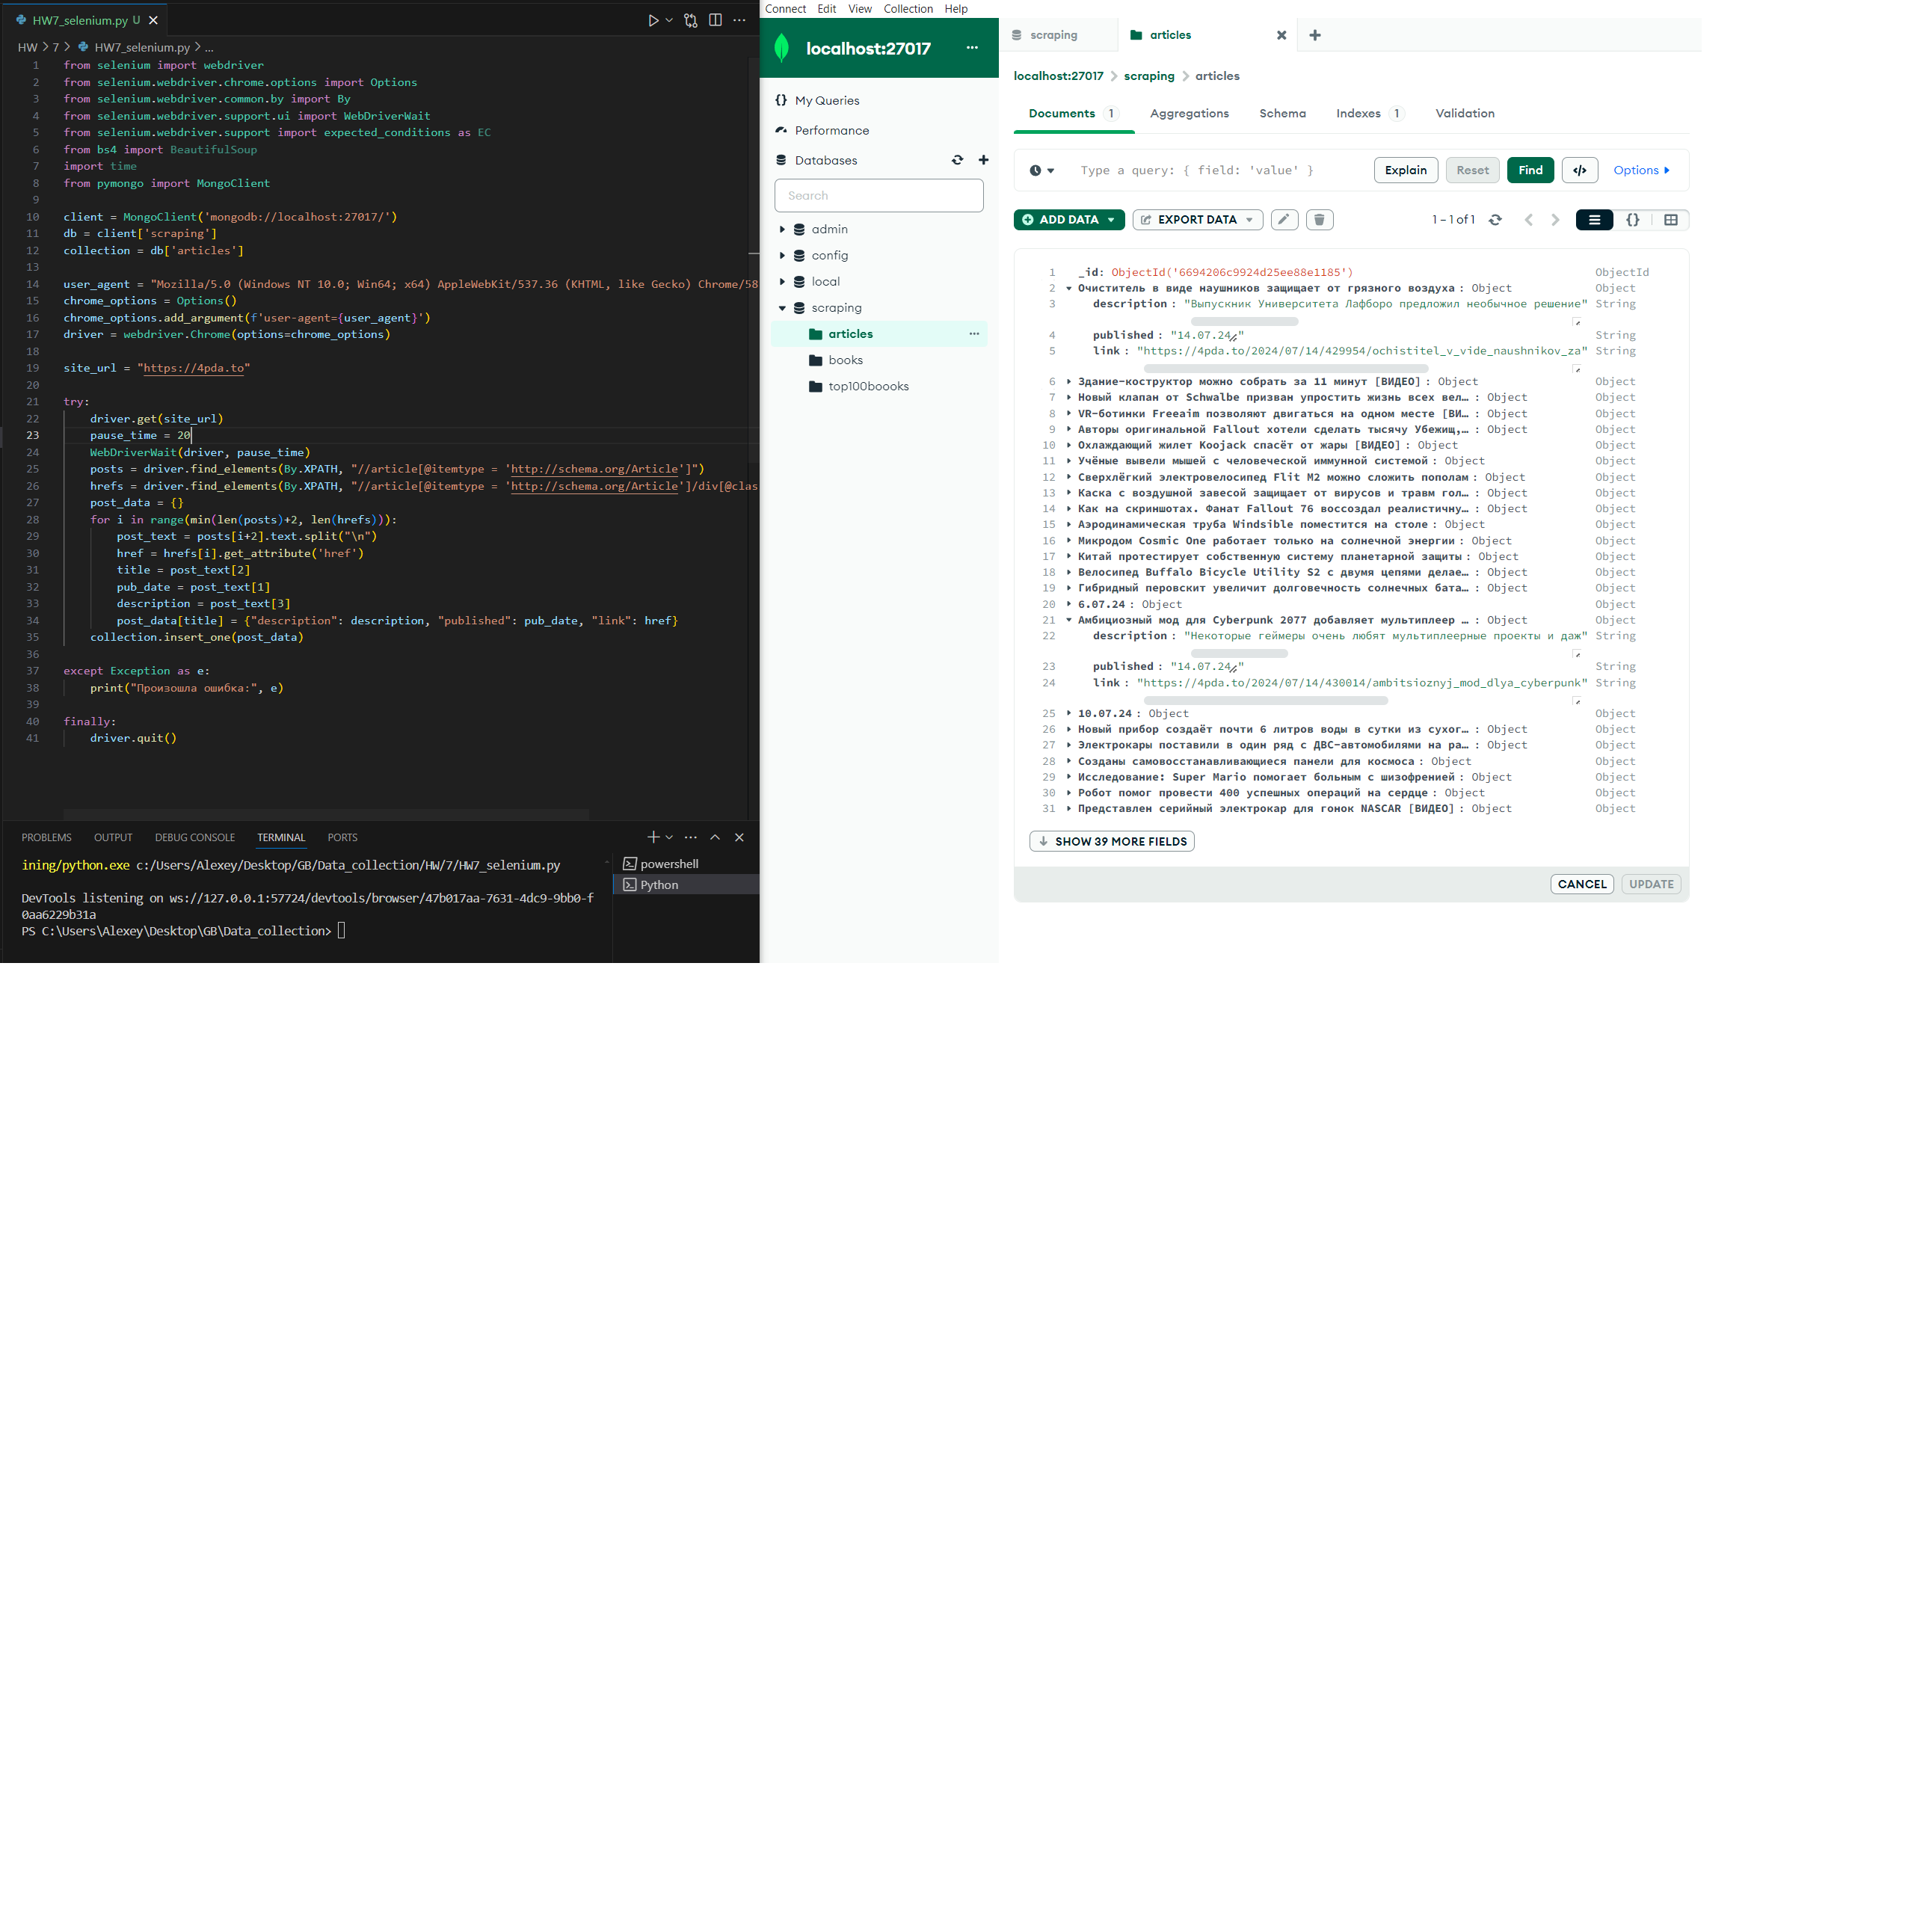 HW7_selenium.py U
HW > 7 > HW7_selenium.py > ...
1 from selenium import webdriver
2 from selenium.webdriver.chrome.options import Options
3 from selenium.webdriver.common.by import By
4 from selenium.webdriver.support.ui import WebDriverWait
5 from selenium.webdriver.support import expected_conditions as EC
6 from bs4 import BeautifulSoup
7 import time
8 from pymongo import MongoClient
9
10 client = MongoClient('mongodb://localhost:27017/')
11 db = client['scraping']
12 collection = db['articles']
13
14 user_agent = "Mozilla/5.0 (Windows NT 10.0; Win64; x64) AppleWebKit/537.36 (KHTML, like Gecko) Chrome/58
15 chrome_options = Options()
16 chrome_options.add_argument(f'user-agent={user_agent}')
17 driver = webdriver.Chrome(options=chrome_options)
18
19 site_url = "https://4pda.to"
20
21 try:
22 driver.get(site_url)
23 pause_time = 20
24 WebDriverWait(driver, pause_time)
25 posts = driver.find_elements(By.XPATH, "//article[@itemtype = 'http://schema.org/Article']")
26 hrefs = driver.find_elements(By.XPATH, "//article[@itemtype = 'http://schema.org/Article']/div[@clas
27 post_data = {}
28 for i in range(min(len(posts)+2, len(hrefs))):
29 post_text = posts[i+2].text.split("\n")
30 href = hrefs[i].get_attribute('href')
31 title = post_text[2]
32 pub_date = post_text[1]
33 description = post_text[3]
34 post_data[title] = {"description": description, "published": pub_date, "link": href}
35 collection.insert_one(post_data)
36
37 except Exception as e:
38 print("Произошла ошибка:", e)
39
40 finally:
41 driver.quit()
PROBLEMS OUTPUT DEBUG CONSOLE TERMINAL PORTS
ining/python.exe c:/Users/Alexey/Desktop/GB/Data_collection/HW/7/HW7_selenium.py
DevTools listening on ws://127.0.0.1:57724/devtools/browser/47b017aa-7631-4dc9-9bb0-f
0aa6229b31a
PS C:\Users\Alexey\Desktop\GB\Data_collection>
powershell
Python
Connect Edit View Collection Help
localhost:27017 ...
My Queries
Performance
Databases
Search
admin
config
local
scraping
articles ...
books
top100boooks
scraping articles
localhost:27017 > scraping > articles
Documents 1 Aggregations Schema Indexes 1 Validation
Type a query: { field: 'value' } Explain Reset Find </> Options
ADD DATA EXPORT DATA 1 – 1 of 1 {}
1 _id: ObjectId('6694206c9924d25ee88e1185') ObjectId
2 Очиститель в виде наушников защищает от грязного воздуха : Object Object
3 description : "Выпускник Университета Лафборо предложил необычное решение" String
4 published : "14.07.24" String
5 link : "https://4pda.to/2024/07/14/429954/ochistitel_v_vide_naushnikov_za" String
6 Здание-коструктор можно собрать за 11 минут [ВИДЕО] : Object Object
7 Новый клапан от Schwalbe призван упростить жизнь всех вел… : Object Object
8 VR-ботинки Freeaim позволяют двигаться на одном месте [ВИ… : Object Object
9 Авторы оригинальной Fallout хотели сделать тысячу Убежищ,… : Object Object
10 Охлаждающий жилет Koojack спасёт от жары [ВИДЕО] : Object Object
11 Учёные вывели мышей с человеческой иммунной системой : Object Object
12 Сверхлёгкий электровелосипед Flit M2 можно сложить пополам : Object Object
13 Каска с воздушной завесой защищает от вирусов и травм гол… : Object Object
14 Как на скриншотах. Фанат Fallout 76 воссоздал реалистичну… : Object Object
15 Аэродинамическая труба Windsible поместится на столе : Object Object
16 Микродом Cosmic One работает только на солнечной энергии : Object Object
17 Китай протестирует собственную систему планетарной защиты : Object Object
18 Велосипед Buffalo Bicycle Utility S2 с двумя цепями делае… : Object Object
19 Гибридный перовскит увеличит долговечность солнечных бата… : Object Object
20 6.07.24 : Object Object
21 Амбициозный мод для Cyberpunk 2077 добавляет мультиплеер … : Object Object
22 description : "Некоторые геймеры очень любят мультиплеерные проекты и даж" String
23 published : "14.07.24" String
24 link : "https://4pda.to/2024/07/14/430014/ambitsioznyj_mod_dlya_cyberpunk" String
25 10.07.24 : Object Object
26 Новый прибор создаёт почти 6 литров воды в сутки из сухог… : Object Object
27 Электрокары поставили в один ряд с ДВС-автомобилями на ра… : Object Object
28 Созданы самовосстанавливающиеся панели для космоса : Object Object
29 Исследование: Super Mario помогает больным с шизофренией : Object Object
30 Робот помог провести 400 успешных операций на сердце : Object Object
31 Представлен серийный электрокар для гонок NASCAR [ВИДЕО] : Object Object
SHOW 39 MORE FIELDS
CANCEL UPDATE